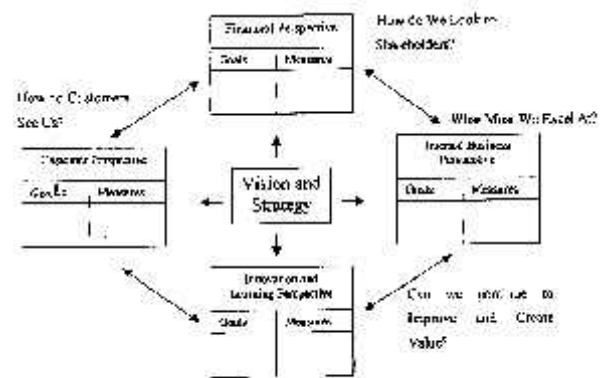 How do We Look to
Shareholders?
Financial Perspective
Goals Measures
How do Customers
See Us?
What Must We Excel At?
Customer Perspective
Goals Measures
Vision and
Strategy
Internal Business
Perspective
Goals Measures
Innovation and
Learning Perspective
Goals Measures
Can we continue to
Improve and Create
Value?